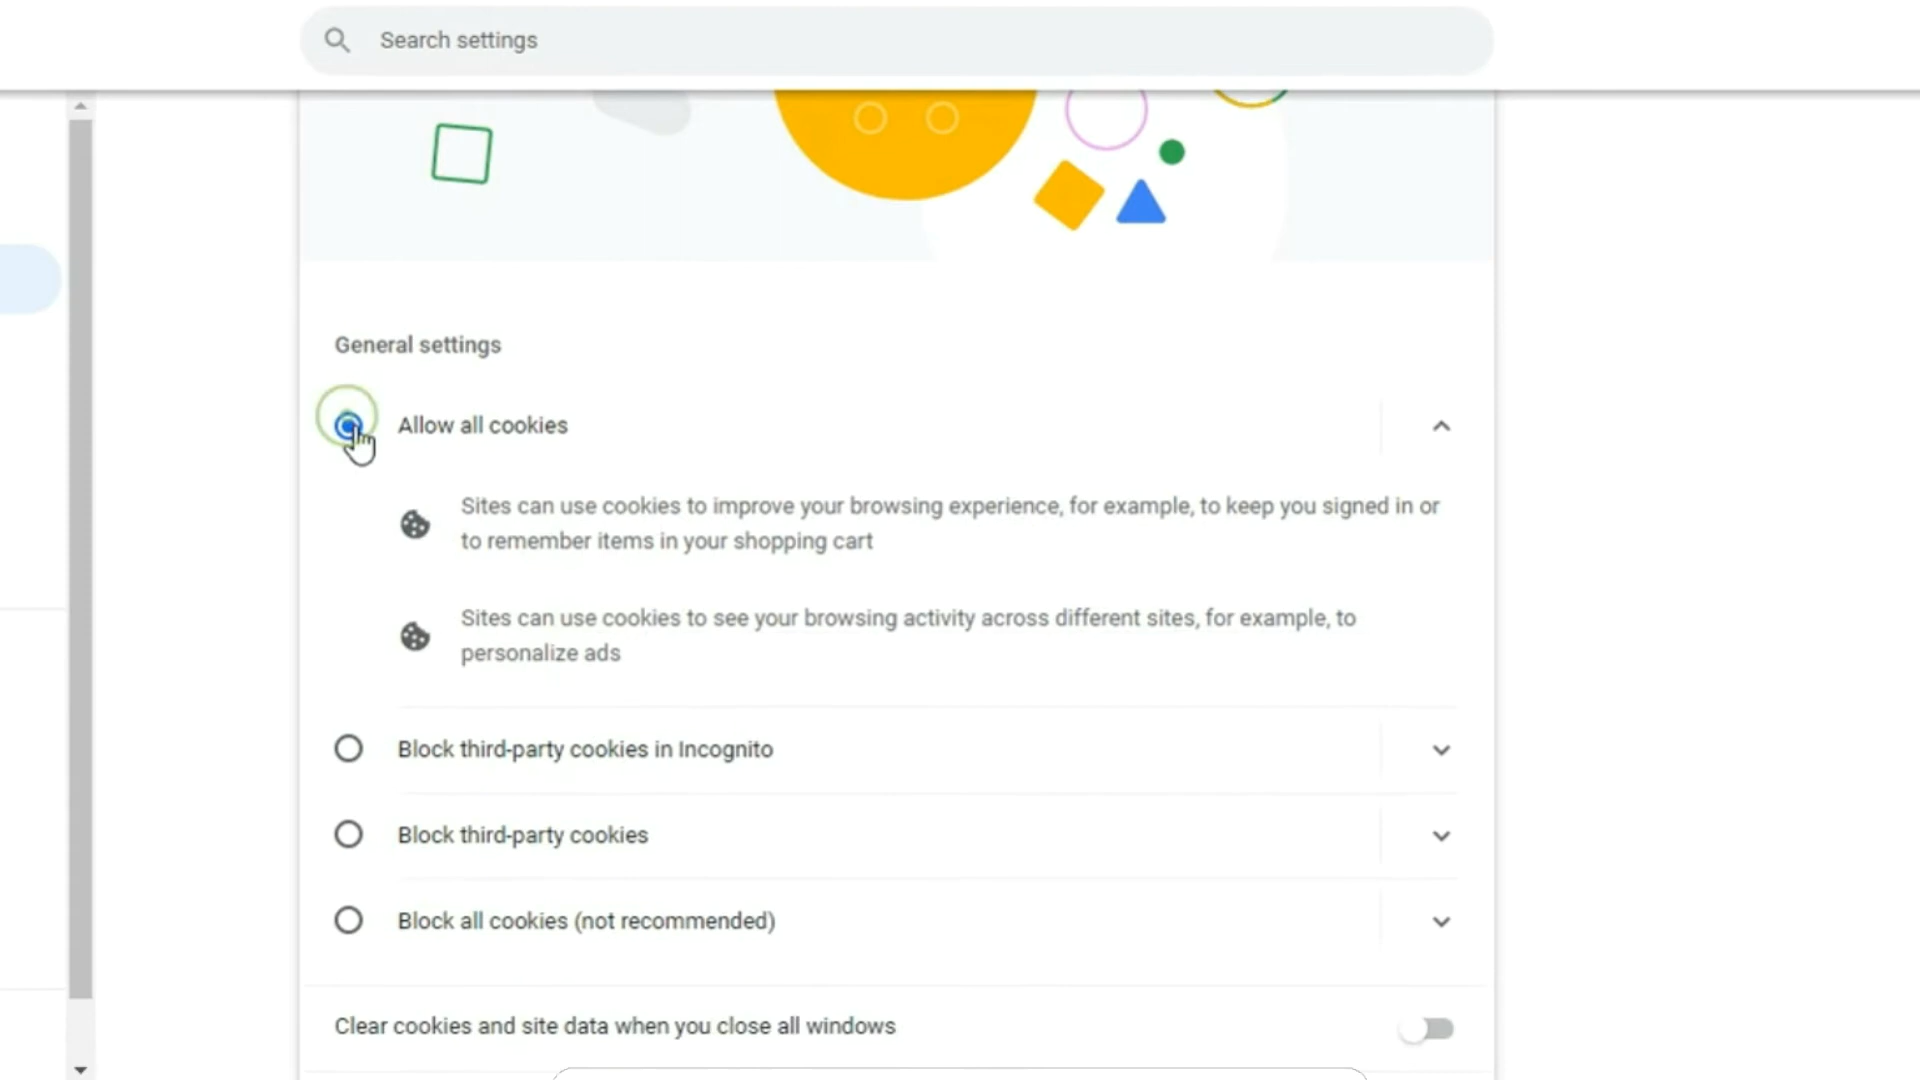 Search settings
General settings
Allow all cookies
Sites can use cookies to improve your browsing experience, for example, to keep you signed in or
to remember items in your shopping cart
Sites can use cookies to see your browsing activity across different sites, for example, to
personalize ads
Block third-party cookies in Incognito
Block third-party cookies
Block all cookies (not recommended)
Clear cookies and site data when you close all windows